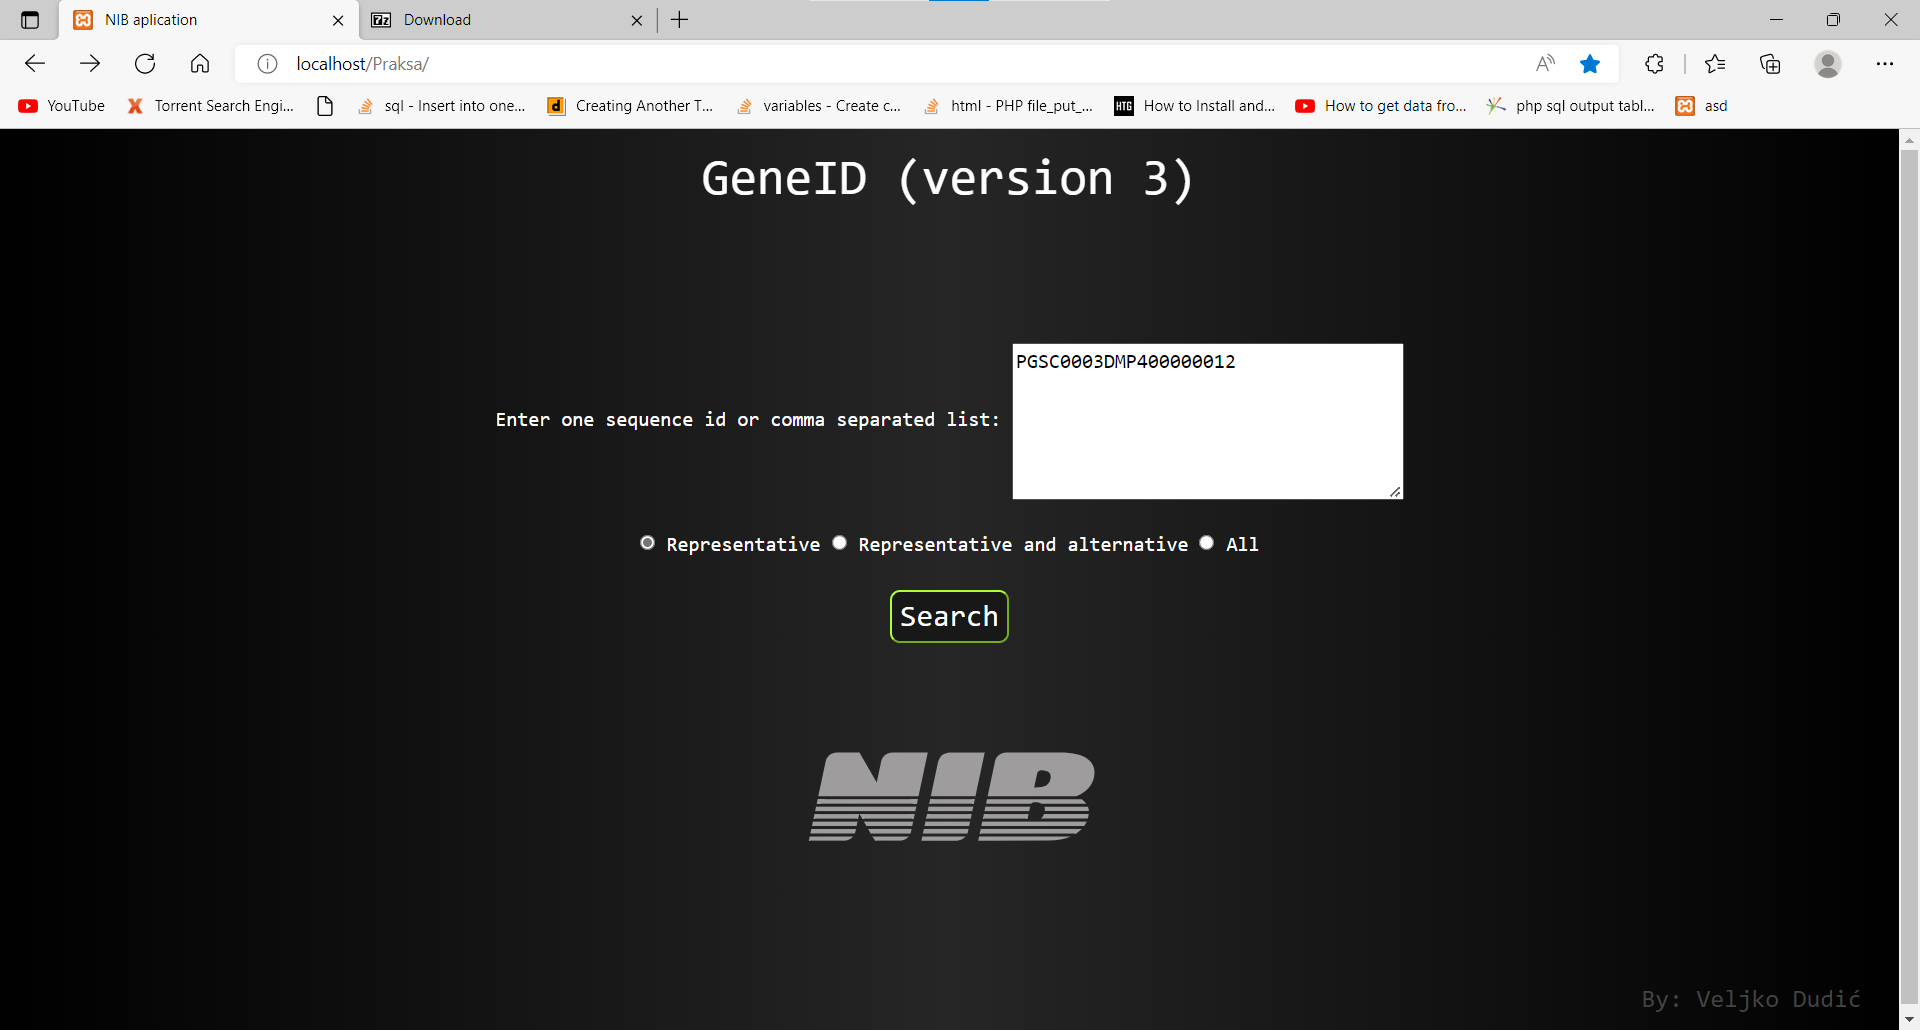 NIB aplication
Download
localhost/Praksa/
YouTube
Torrent Search Engi...
sql - Insert into one...
Creating Another T...
variables - Create c...
html - PHP file_put_...
HTG
How to Install and...
How to get data fro...
php sql output tabl...
asd
GeneID (version 3)
PGSC0003DMP400000012
Enter one sequence id or comma separated list:
Representative Representative and alternative All
Search
NIB
By: Veljko Dudić